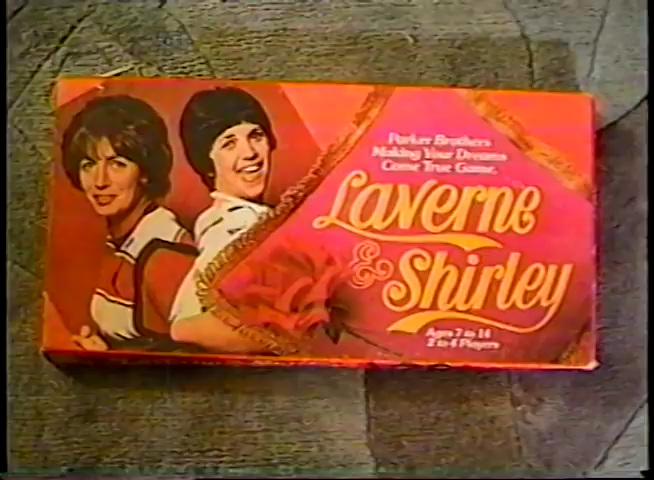 Parker Brothers
Making Your Dreams
Come True Game.
Laverne
& Shirley
Ages 7 to 14
2 to 4 Players